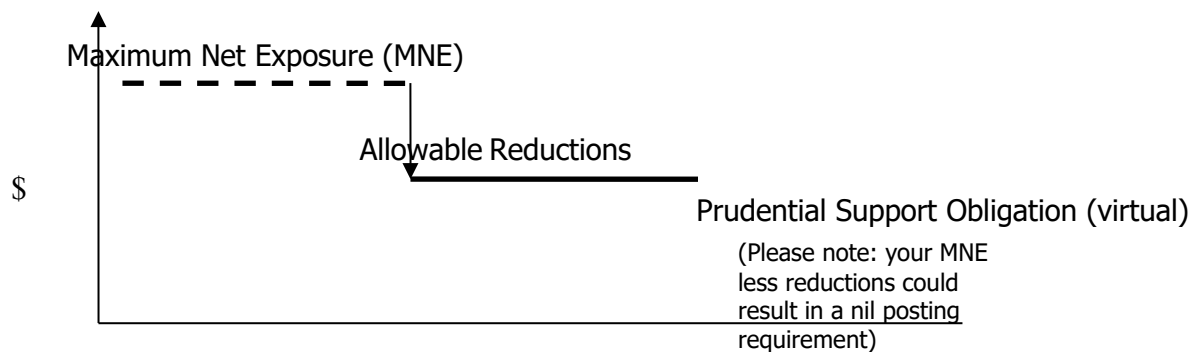 Maximum Net Exposure (MNE)
Allowable Reductions
$
Prudential Support Obligation (virtual)
(Please note: your MNE
less reductions could
result in a nil posting
requirement)